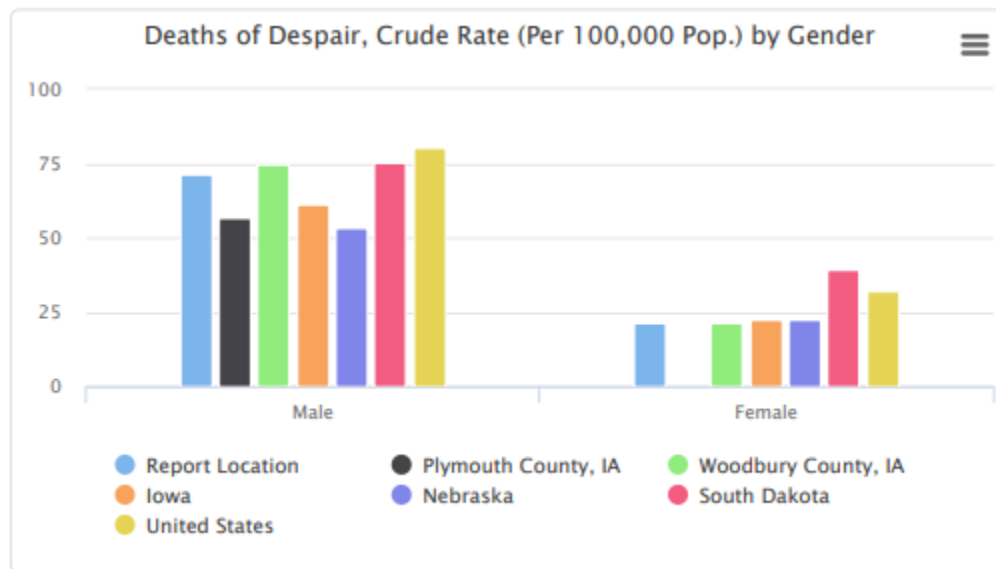 Deaths of Despair, Crude Rate (Per 100,000 Pop.) by Gender
100
75
50
25
0
Male Female
Report Location Plymouth County, IA Woodbury County, IA
Iowa Nebraska South Dakota
United States